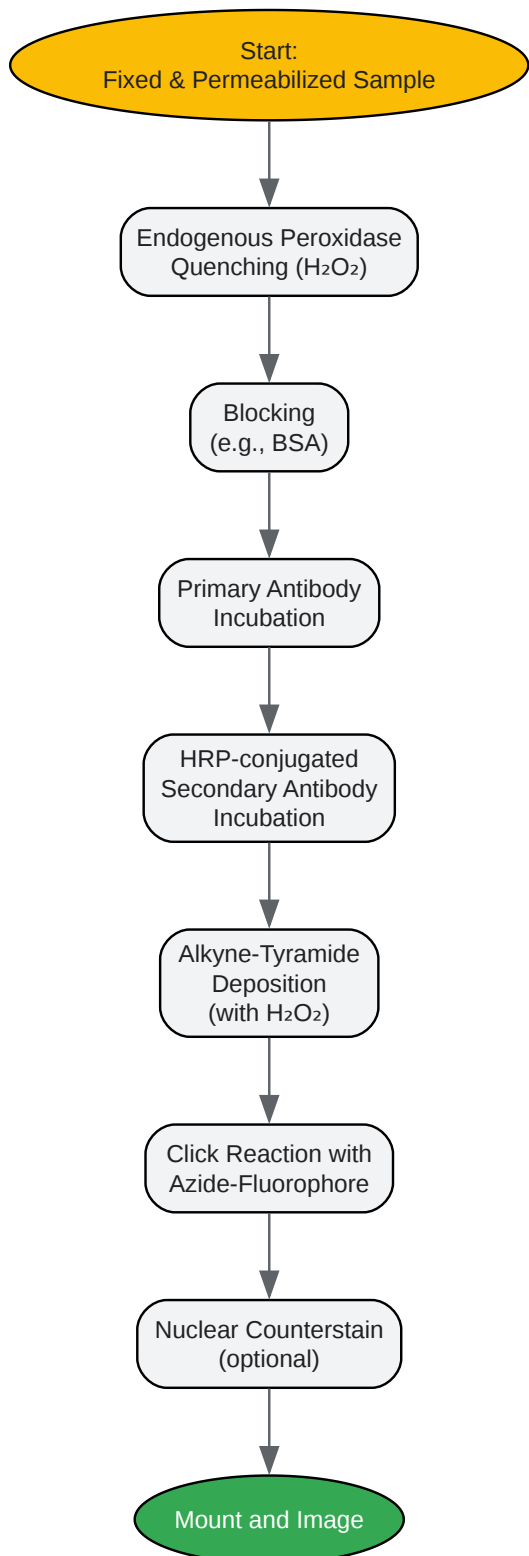 Start:
Fixed & Permeabilized Sample
Endogenous Peroxidase
Quenching (H₂O₂)
Blocking
(e.g., BSA)
Primary Antibody
Incubation
HRP-conjugated
Secondary Antibody
Incubation
Alkyne-Tyramide
Deposition
(with H₂O₂)
Click Reaction with
Azide-Fluorophore
Nuclear Counterstain
(optional)
Mount and Image